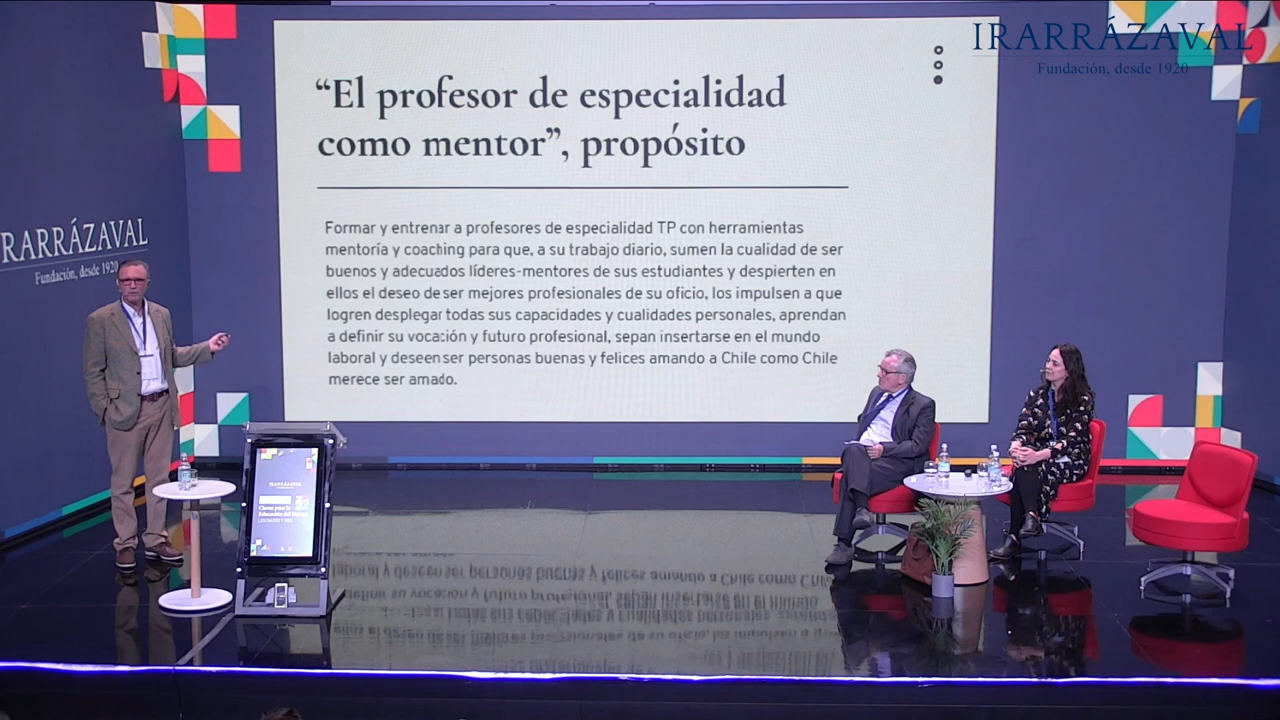 IRARRÁZAVAL
Fundación, desde 1920
“El profesor de especialidad
como mentor”, propósito
Formar y entrenar a profesores de especialidad TP con herramientas
mentoría y coaching para que, a su trabajo diario, sumen la cualidad de ser
buenos y adecuados líderes-mentores de sus estudiantes y despierten en
ellos el deseo de ser mejores profesionales de su oficio, los impulsen a que
logren desplegar todas sus capacidades y cualidades personales, aprendan
a definir su vocación y futuro profesional, sepan insertarse en el mundo
laboral y deseen ser personas buenas y felices amando a Chile como Chile
merece ser amado.
RARRÁZAVAL
Fundación, desde 1920
IRARRÁZAVAL
Claves para la